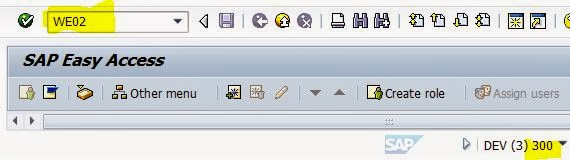 WE02
SAP Easy Access
Other menu Create role Assign users
SAP DEV (3) 300